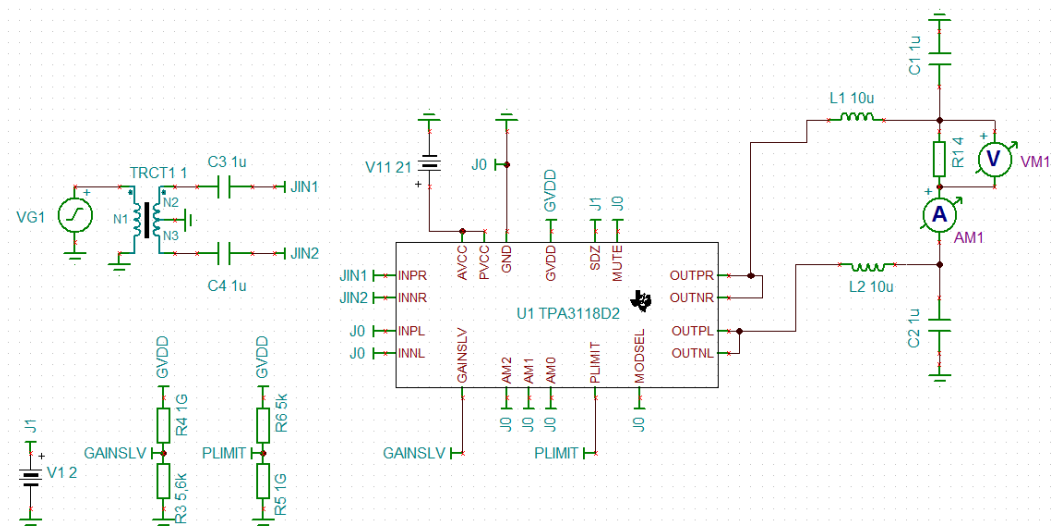 C1 1u
L1 10u
R1 4
+
V
VM1
A
AM1
L2 10u
C2 1u
V11 21
+
J0
GVDD
J1
J0
TRCT1 1
C3 1u
JIN1
VG1
+
N1
N2
N3
C4 1u
JIN2
AVCC
PVCC
GND
GVDD
SDZ
MUTE
JIN1
INPR
OUTPR
JIN2
INNR
OUTNR
U1 TPA3118D2
J0
INPL
OUTPL
J0
INNL
OUTNL
GAINSLV
AM2
AM1
AM0
PLIMIT
MODSEL
J0
J0
J0
J0
GAINSLV
PLIMIT
GVDD
GVDD
R4 1G
R6 5k
J1
GAINSLV
PLIMIT
+
V1 2
R3 5,6k
R5 1G